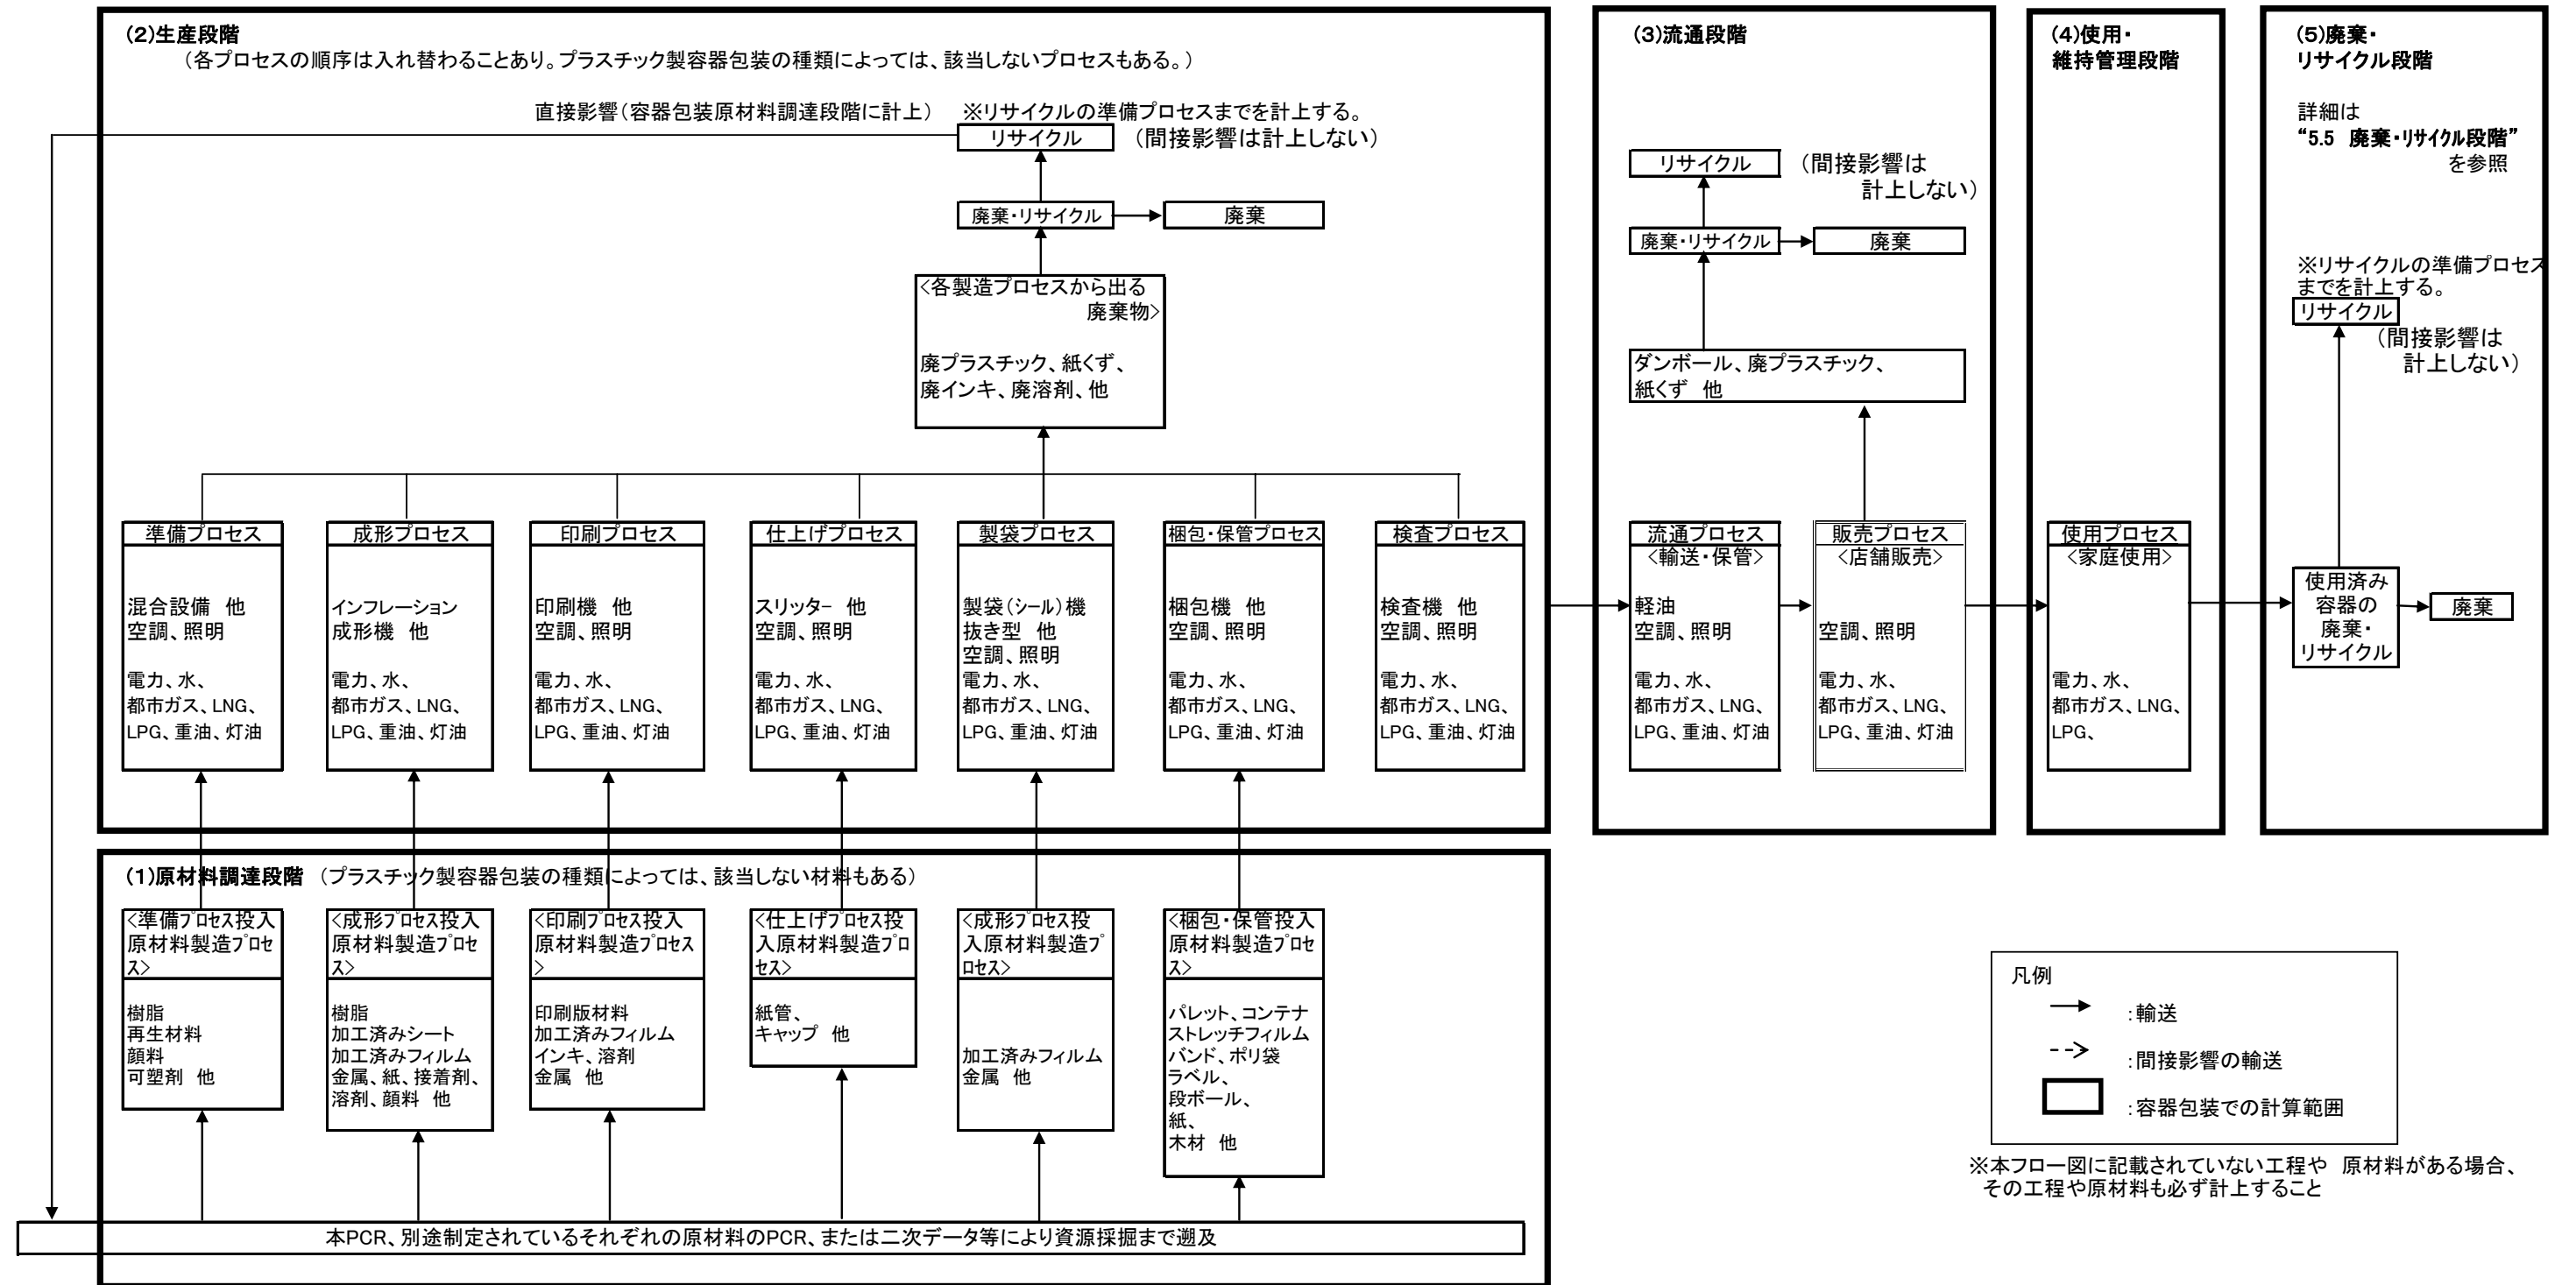 (2)生産段階
(各プロセスの順序は入れ替わることあり。プラスチック製容器包装の種類によっては、該当しないプロセスもある。)
直接影響(容器包装原材料調達段階に計上) ※リサイクルの準備プロセスまでを計上する。
リサイクル (間接影響は計上しない)
廃棄・リサイクル
廃棄
<各製造プロセスから出る
廃棄物>
廃プラスチック、紙くず、
廃インキ、廃溶剤、他
準備プロセス
混合設備 他
空調、照明
電力、水、
都市ガス、LNG、
LPG、重油、灯油
成形プロセス
インフレーション
成形機 他
電力、水、
都市ガス、LNG、
LPG、重油、灯油
印刷プロセス
印刷機 他
空調、照明
電力、水、
都市ガス、LNG、
LPG、重油、灯油
仕上げプロセス
スリッター 他
空調、照明
電力、水、
都市ガス、LNG、
LPG、重油、灯油
製袋プロセス
製袋(シール)機
抜き型 他
空調、照明
電力、水、
都市ガス、LNG、
LPG、重油、灯油
梱包・保管プロセス
梱包機 他
空調、照明
電力、水、
都市ガス、LNG、
LPG、重油、灯油
検査プロセス
検査機 他
空調、照明
電力、水、
都市ガス、LNG、
LPG、重油、灯油
(3)流通段階
リサイクル (間接影響は
計上しない)
廃棄・リサイクル
廃棄
ダンボール、廃プラスチック、
紙くず 他
流通プロセス
<輸送・保管>
軽油
空調、照明
電力、水、
都市ガス、LNG、
LPG、重油、灯油
販売プロセス
<店舗販売>
空調、照明
電力、水、
都市ガス、LNG、
LPG、重油、灯油
(4)使用・
維持管理段階
使用プロセス
<家庭使用>
電力、水、
都市ガス、LNG、
LPG、
(5)廃棄・
リサイクル段階
詳細は
“5.5 廃棄・リサイクル段階”
を参照
※リサイクルの準備プロセス
までを計上する。
リサイクル
(間接影響は
計上しない)
使用済み
容器の
廃棄・
リサイクル
廃棄
(1)原材料調達段階 (プラスチック製容器包装の種類によっては、該当しない材料もある)
<準備プロセス投入
原材料製造プロセ
ス>
樹脂
再生材料
顔料
可塑剤 他
<成形プロセス投入
原材料製造プロセ
ス>
樹脂
加工済みシート
加工済みフィルム
金属、紙、接着剤、
溶剤、顔料 他
<印刷プロセス投入
原材料製造プロセス
>
印刷版材料
加工済みフィルム
インキ、溶剤
金属 他
<仕上げプロセス投
入原材料製造プロ
セス>
紙管、
キャップ 他
<成形プロセス投
入原材料製造プ
ロセス>
加工済みフィルム
金属 他
<梱包・保管投入
原材料製造プロセ
ス>
パレット、コンテナ
ストレッチフィルム
バンド、ポリ袋
ラベル、
段ボール、
紙、
木材 他
本PCR、別途制定されているそれぞれの原材料のPCR、または二次データ等により資源採掘まで遡及
凡例
:輸送
:間接影響の輸送
:容器包装での計算範囲
※本フロー図に記載されていない工程や 原材料がある場合、
その工程や原材料も必ず計上すること